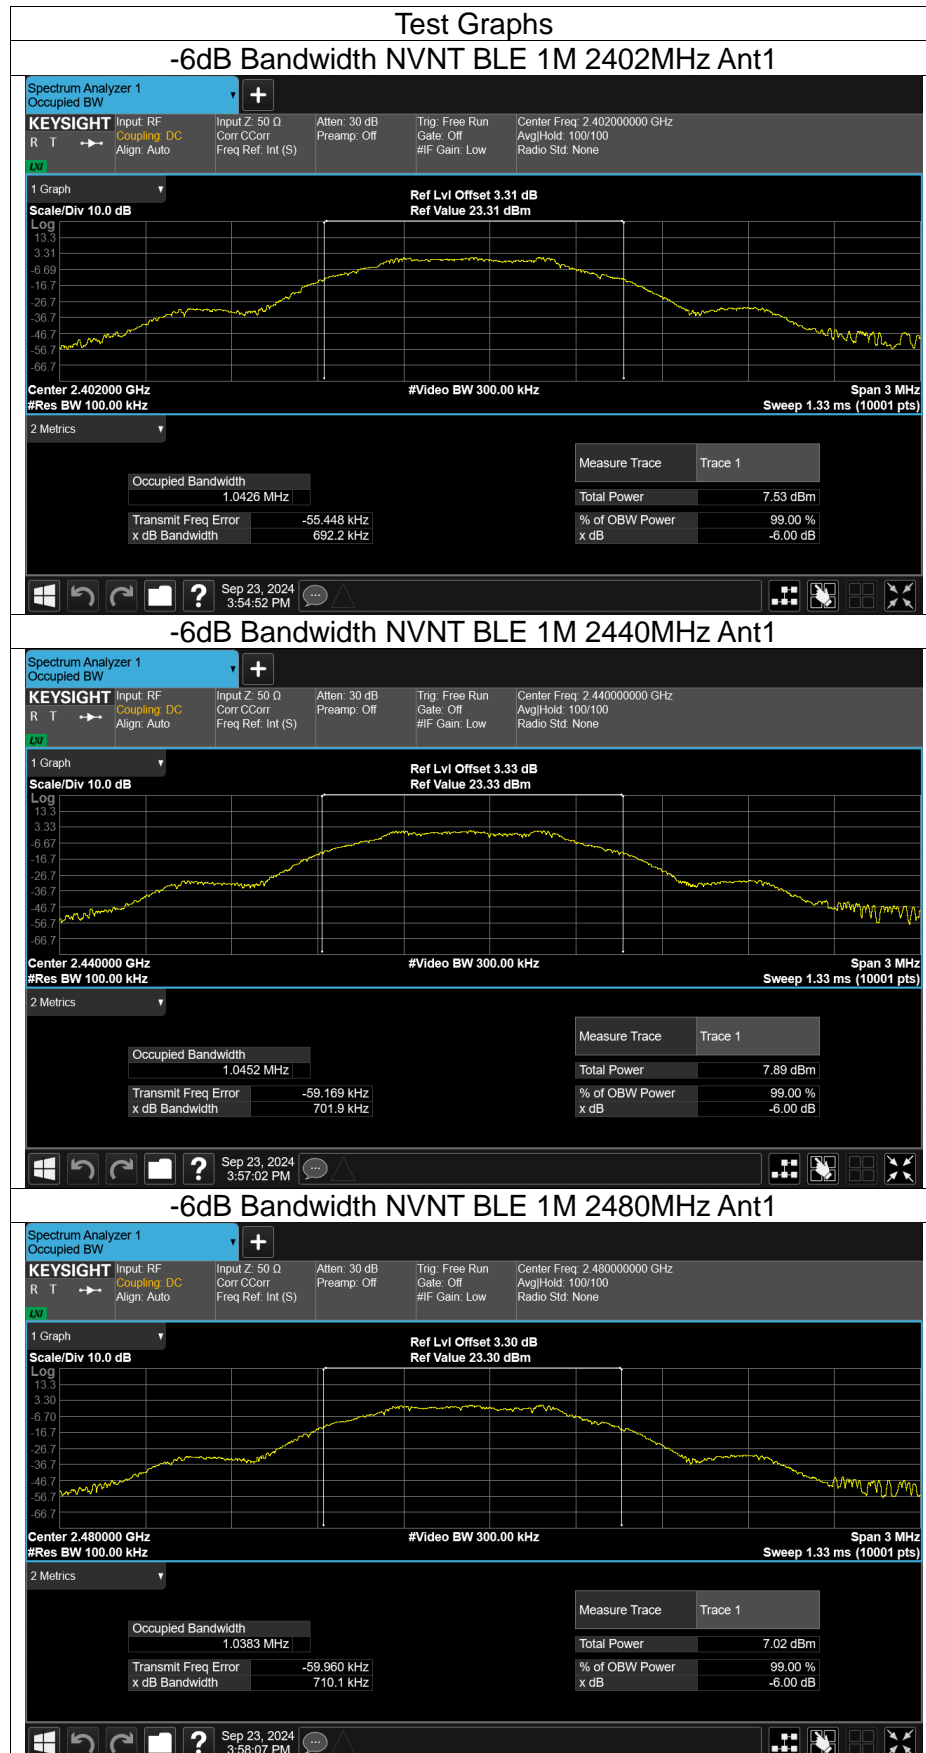 Test Graphs
-6dB Bandwidth NVNT BLE 1M 2402MHz Ant1
Spectrum Analyzer 1
Occupied BW
+
KEYSIGHT Input: RF Input Z: 50 Ω Atten: 30 dB Trig: Free Run Center Freq: 2.402000000 GHz
R T Coupling: DC Corr CCorr Preamp: Off Gate: Off Avg|Hold: 100/100
Align: Auto Freq Ref: Int (S) #IF Gain: Low Radio Std: None
LXI
1 Graph
Ref Lvl Offset 3.31 dB
Scale/Div 10.0 dB Ref Value 23.31 dBm
Log
13.3
3.31
-6.69
-16.7
-26.7
-36.7
-46.7
-56.7
-66.7
Center 2.402000 GHz #Video BW 300.00 kHz Span 3 MHz
#Res BW 100.00 kHz Sweep 1.33 ms (10001 pts)
2 Metrics
Measure Trace Trace 1
Occupied Bandwidth
1.0426 MHz Total Power 7.53 dBm
Transmit Freq Error -55.448 kHz % of OBW Power 99.00 %
x dB Bandwidth 692.2 kHz x dB -6.00 dB
? Sep 23, 2024
3:54:52 PM
-6dB Bandwidth NVNT BLE 1M 2440MHz Ant1
Spectrum Analyzer 1
Occupied BW
+
KEYSIGHT Input: RF Input Z: 50 Ω Atten: 30 dB Trig: Free Run Center Freq: 2.440000000 GHz
R T Coupling: DC Corr CCorr Preamp: Off Gate: Off Avg|Hold: 100/100
Align: Auto Freq Ref: Int (S) #IF Gain: Low Radio Std: None
LXI
1 Graph
Ref Lvl Offset 3.33 dB
Scale/Div 10.0 dB Ref Value 23.33 dBm
Log
13.3
3.33
-6.67
-16.7
-26.7
-36.7
-46.7
-56.7
-66.7
Center 2.440000 GHz #Video BW 300.00 kHz Span 3 MHz
#Res BW 100.00 kHz Sweep 1.33 ms (10001 pts)
2 Metrics
Measure Trace Trace 1
Occupied Bandwidth
1.0452 MHz Total Power 7.89 dBm
Transmit Freq Error -59.169 kHz % of OBW Power 99.00 %
x dB Bandwidth 701.9 kHz x dB -6.00 dB
? Sep 23, 2024
3:57:02 PM
-6dB Bandwidth NVNT BLE 1M 2480MHz Ant1
Spectrum Analyzer 1
Occupied BW
+
KEYSIGHT Input: RF Input Z: 50 Ω Atten: 30 dB Trig: Free Run Center Freq: 2.480000000 GHz
R T Coupling: DC Corr CCorr Preamp: Off Gate: Off Avg|Hold: 100/100
Align: Auto Freq Ref: Int (S) #IF Gain: Low Radio Std: None
LXI
1 Graph
Ref Lvl Offset 3.30 dB
Scale/Div 10.0 dB Ref Value 23.30 dBm
Log
13.3
3.30
-6.70
-16.7
-26.7
-36.7
-46.7
-56.7
-66.7
Center 2.480000 GHz #Video BW 300.00 kHz Span 3 MHz
#Res BW 100.00 kHz Sweep 1.33 ms (10001 pts)
2 Metrics
Measure Trace Trace 1
Occupied Bandwidth
1.0383 MHz Total Power 7.02 dBm
Transmit Freq Error -59.960 kHz % of OBW Power 99.00 %
x dB Bandwidth 710.1 kHz x dB -6.00 dB
? Sep 23, 2024
3:58:07 PM